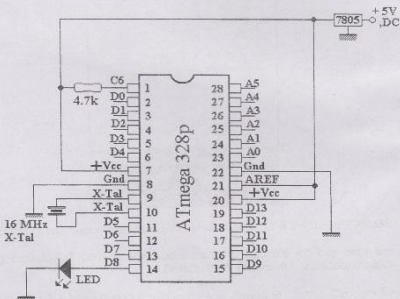 + 5V
7805
,DC
C6
1
28
A5
4.7k
D0
2
27
A4
D1
3
26
A3
D2
4
25
A2
D3
5
24
A1
D4
6
23
A0
+Vcc
7
22
Gnd
Gnd
8
21
AREF
X-Tal
9
20
+Vcc
X-Tal
10
19
D13
16 MHz
X-Tal
D5
11
18
D12
D6
12
17
D11
D7
13
16
D10
D8
14
15
D9
LED
ATmega 328p